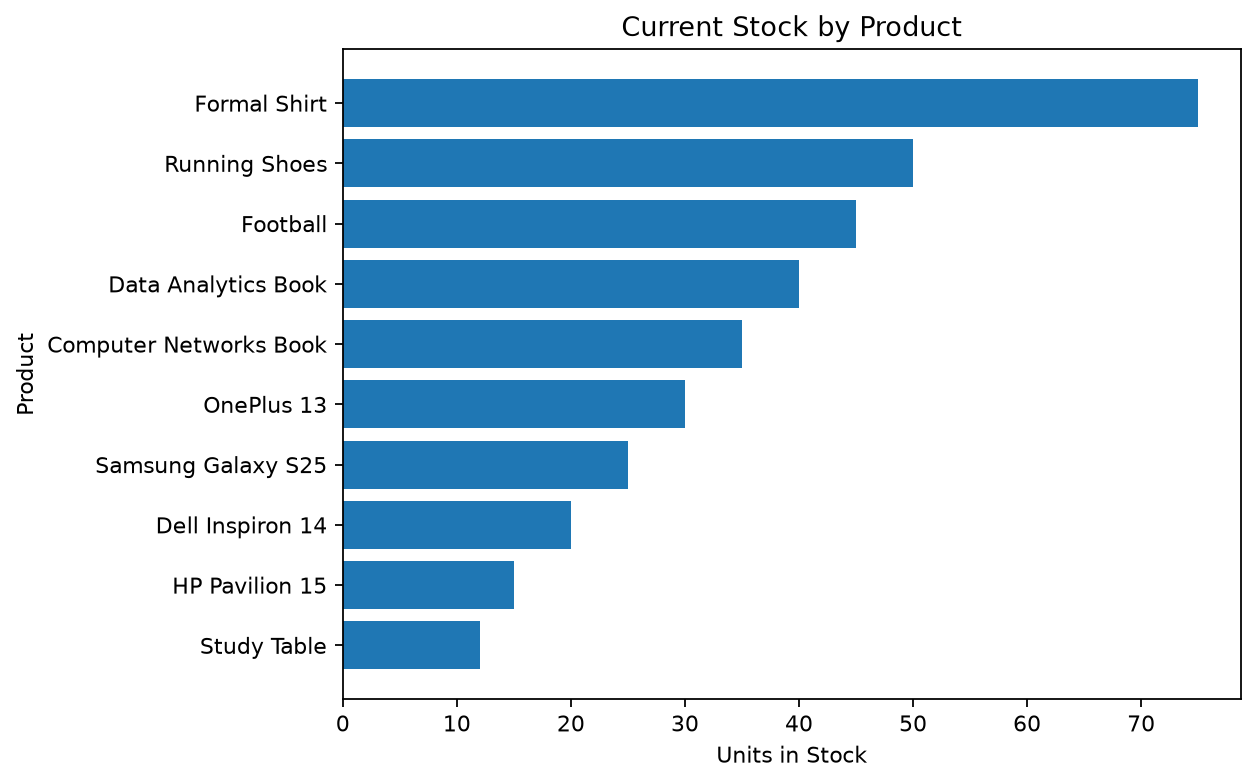 Current Stock by Product
Formal Shirt
Running Shoes
Football
Data Analytics Book
Computer Networks Book
OnePlus 13
Samsung Galaxy S25
Dell Inspiron 14
HP Pavilion 15
Study Table
Product
0 10 20 30 40 50 60 70
Units in Stock